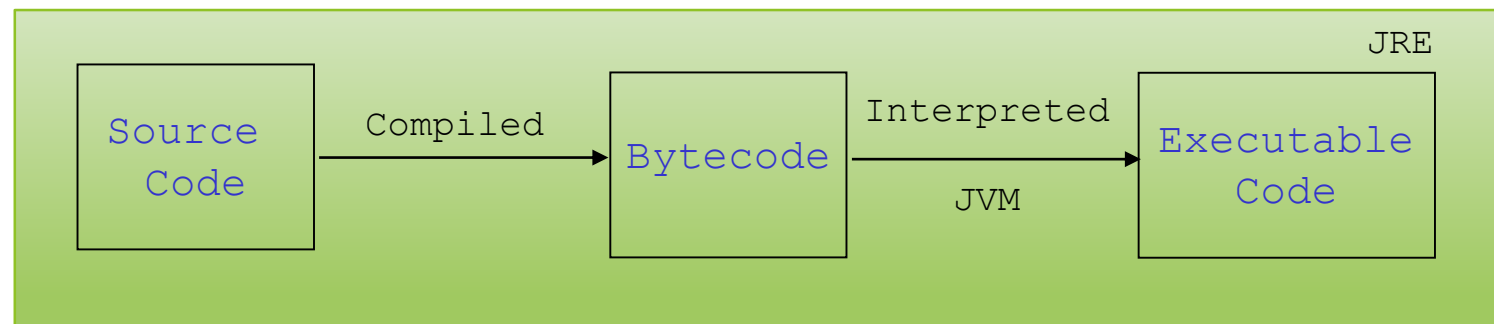 JRE
Source
Code
Compiled
Bytecode
Interpreted
JVM
Executable
Code